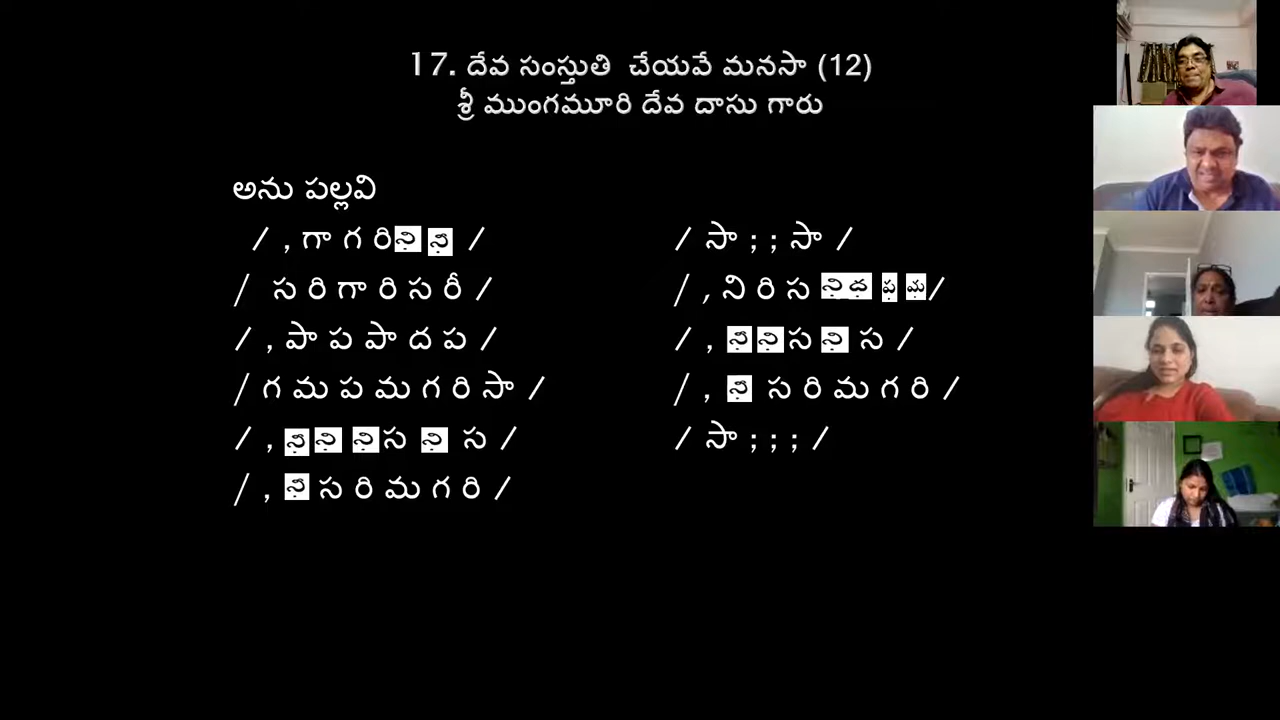 17. దేవ సంస్తుతి చేయవే మనసా (12)
శ్రీ ముంగమూరి దేవ దాసు గారు
అను పల్లవి
/ , గా గ రిని ని /
/ స రి గా రి స రీ /
/ , పా ప పా ద ప /
/ గ మ ప మ గ రి సా /
/ , ని ని ని స ని స /
/ , ని స రి మ గ రి /
/ సా ; ; సా /
/ , ని రి స ని ద ప మ /
/ , ని ని స ని స /
/ , ని స రి మ గ రి /
/ సా ; ; ; /